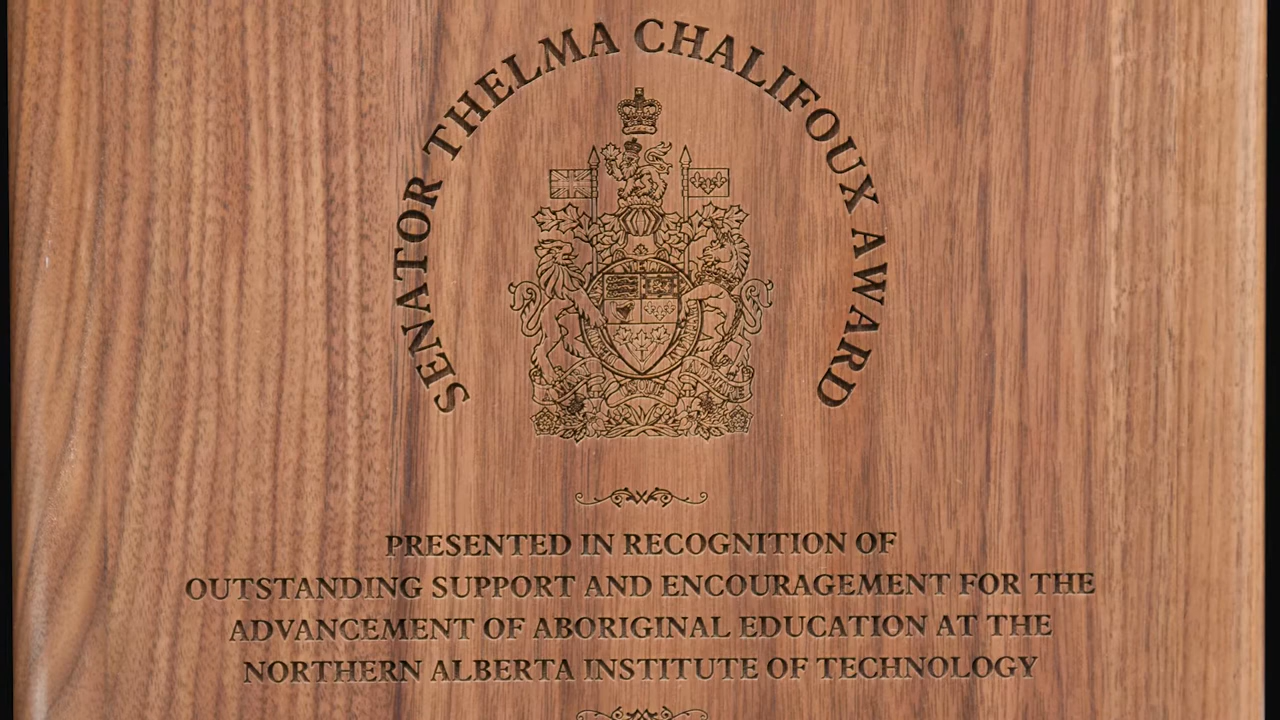 SENATOR THELMA CHALIFOUX AWARD
PRESENTED IN RECOGNITION OF
OUTSTANDING SUPPORT AND ENCOURAGEMENT FOR THE
ADVANCEMENT OF ABORIGINAL EDUCATION AT THE
NORTHERN ALBERTA INSTITUTE OF TECHNOLOGY